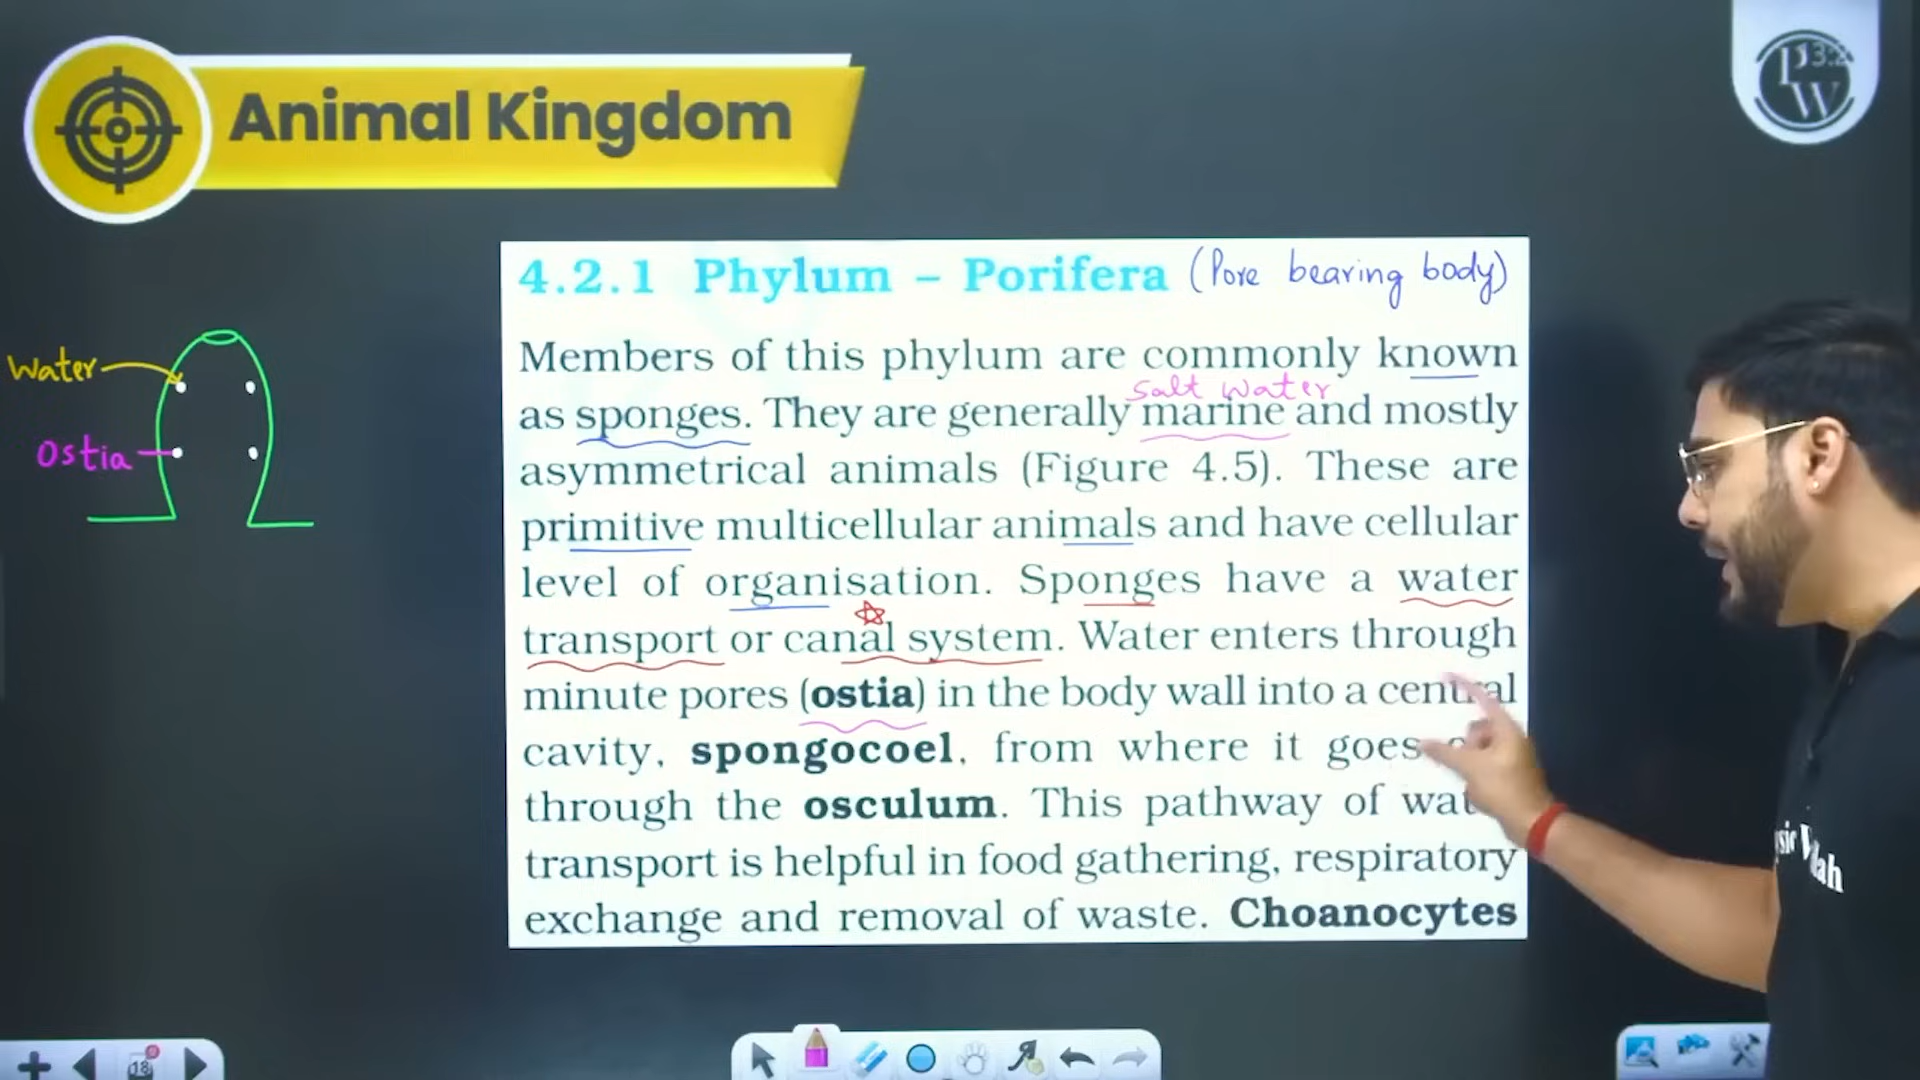 Animal Kingdom
PW
4.2.1 Phylum – Porifera (Pore bearing body)
Members of this phylum are commonly known
salt water
as sponges. They are generally marine and mostly
asymmetrical animals (Figure 4.5). These are
primitive multicellular animals and have cellular
level of organisation. Sponges have a water
transport or canal system. Water enters through
minute pores (ostia) in the body wall into a central
cavity, spongocoel, from where it goes
through the osculum. This pathway of
transport is helpful in food gathering, respiratory
exchange and removal of waste. Choanocytes
Water
Ostia
18